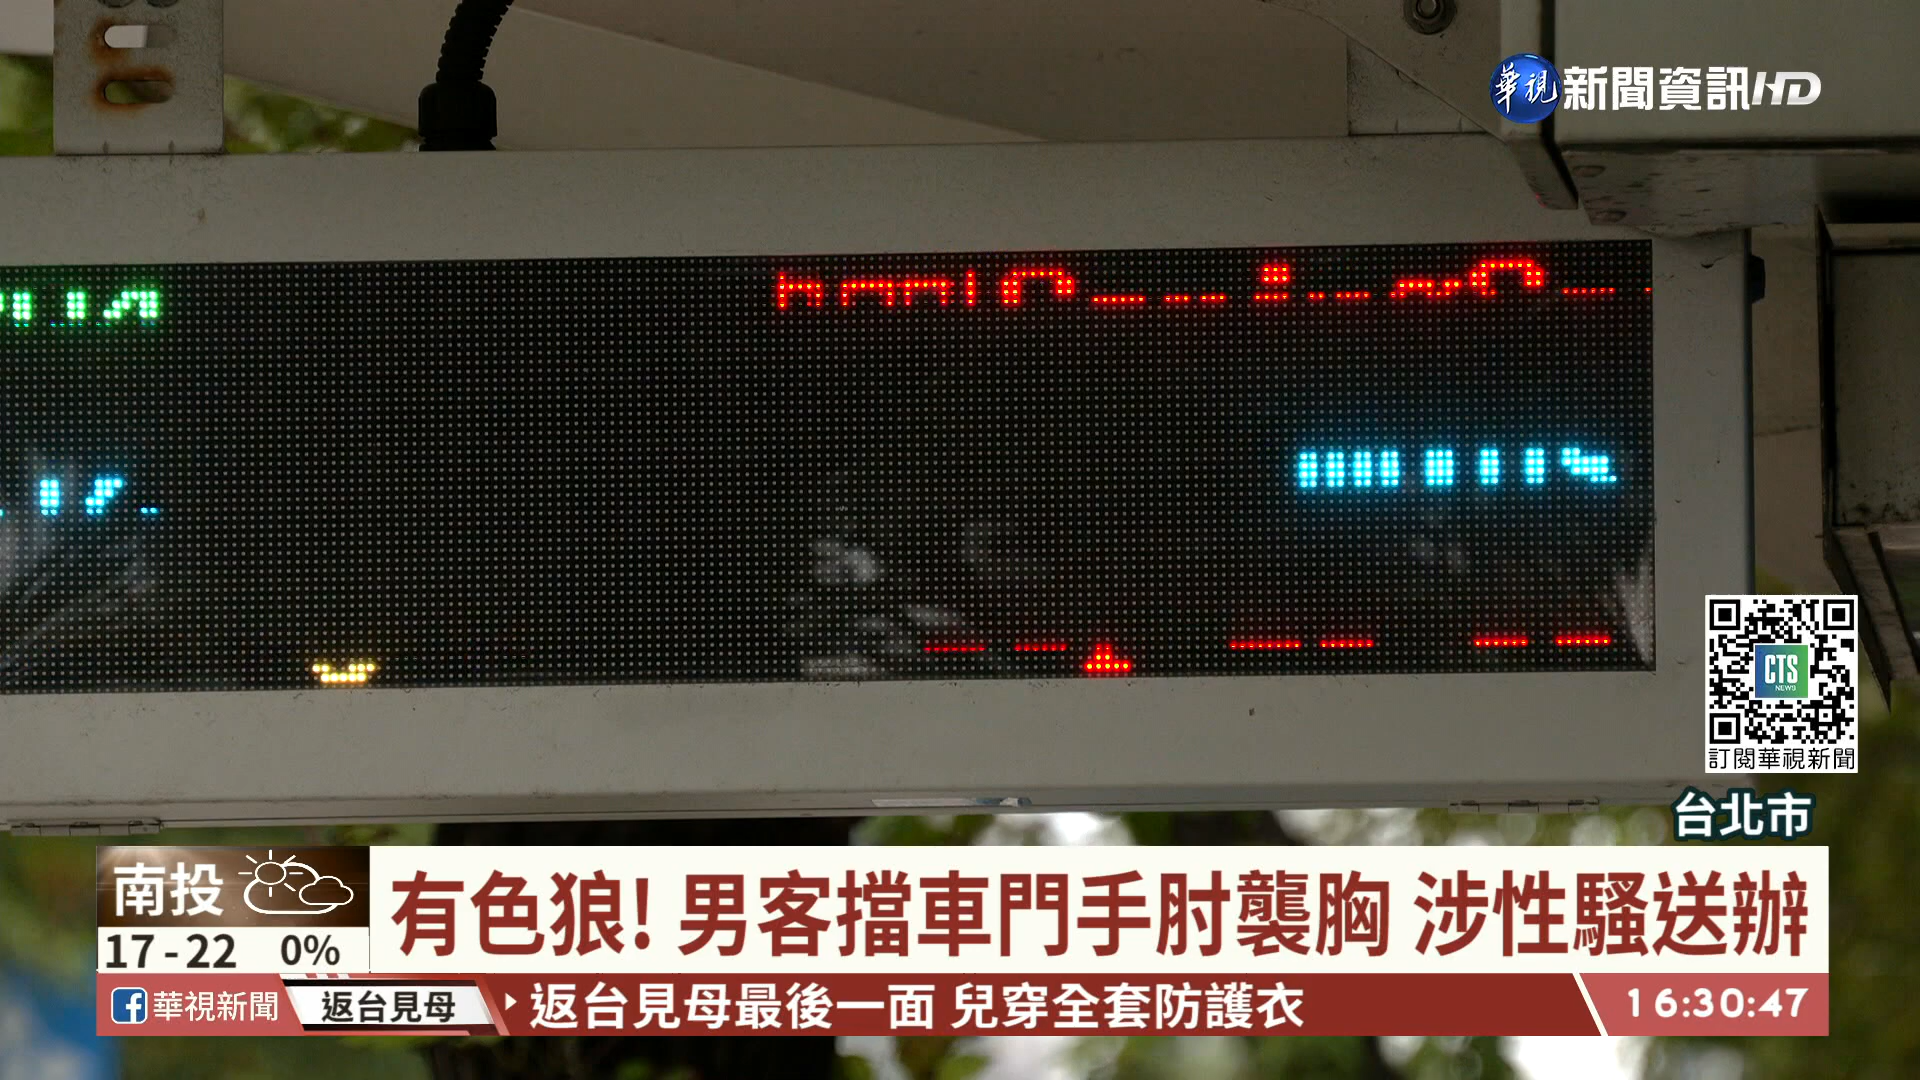 華視 新聞資訊HD
CTS
NEWS
訂閱華視新聞
台北市
南投
17-22 0%
有色狼! 男客擋車門手肘襲胸 涉性騷送辦
華視新聞
返台見母
返台見母最後一面 兒穿全套防護衣
16:30:47